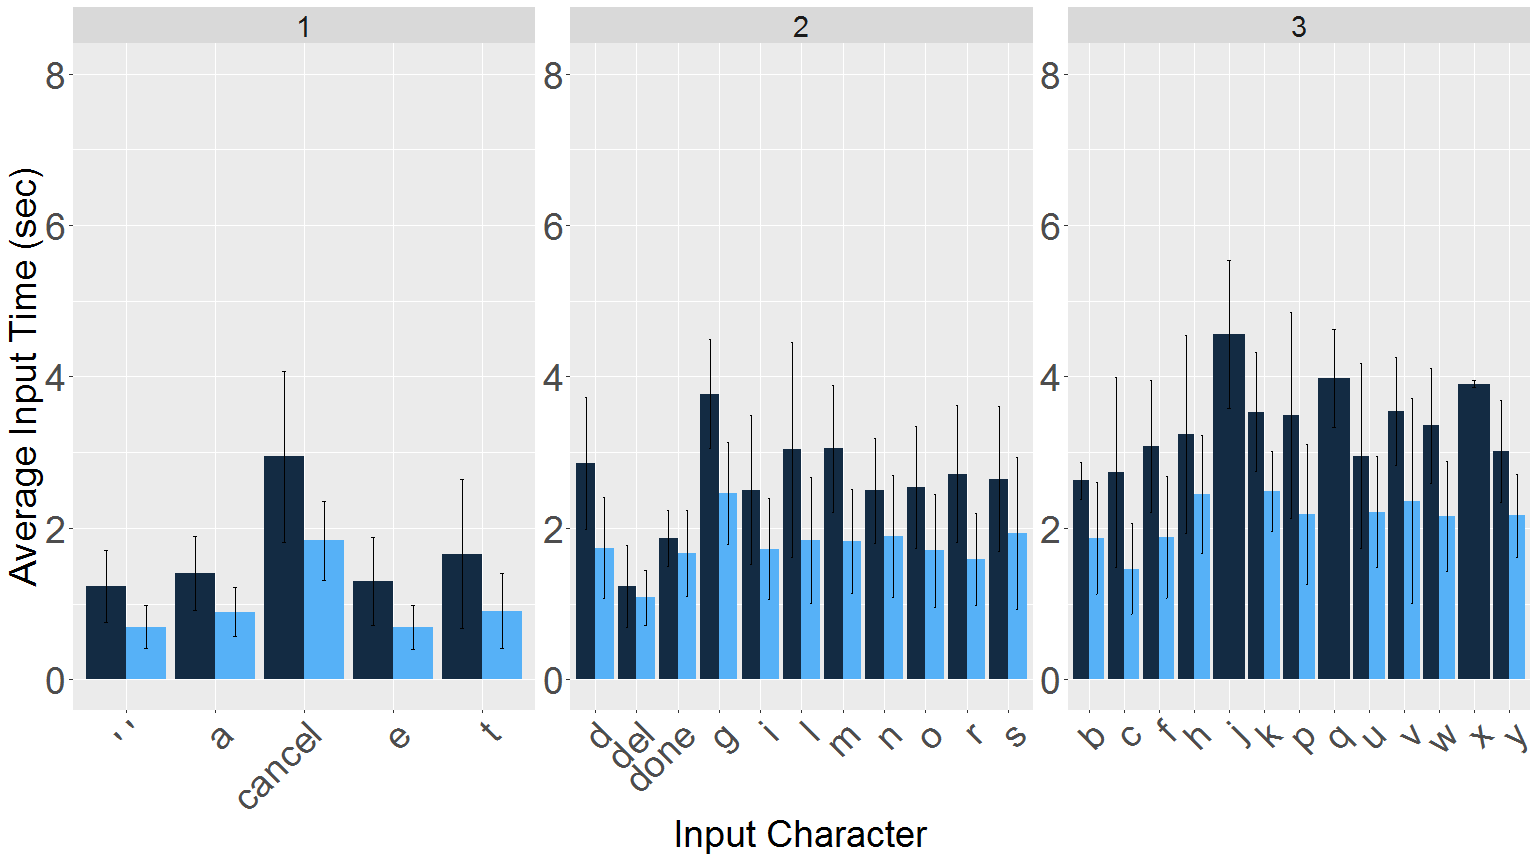 1 2 3
Average Input Time (sec)
8 8 8
6 6 6
4 4 4
2 2 2
0 0 0
' ' a cancel e t d del done g i l m n o r s b c f h j k p q u v w x y
Input Character